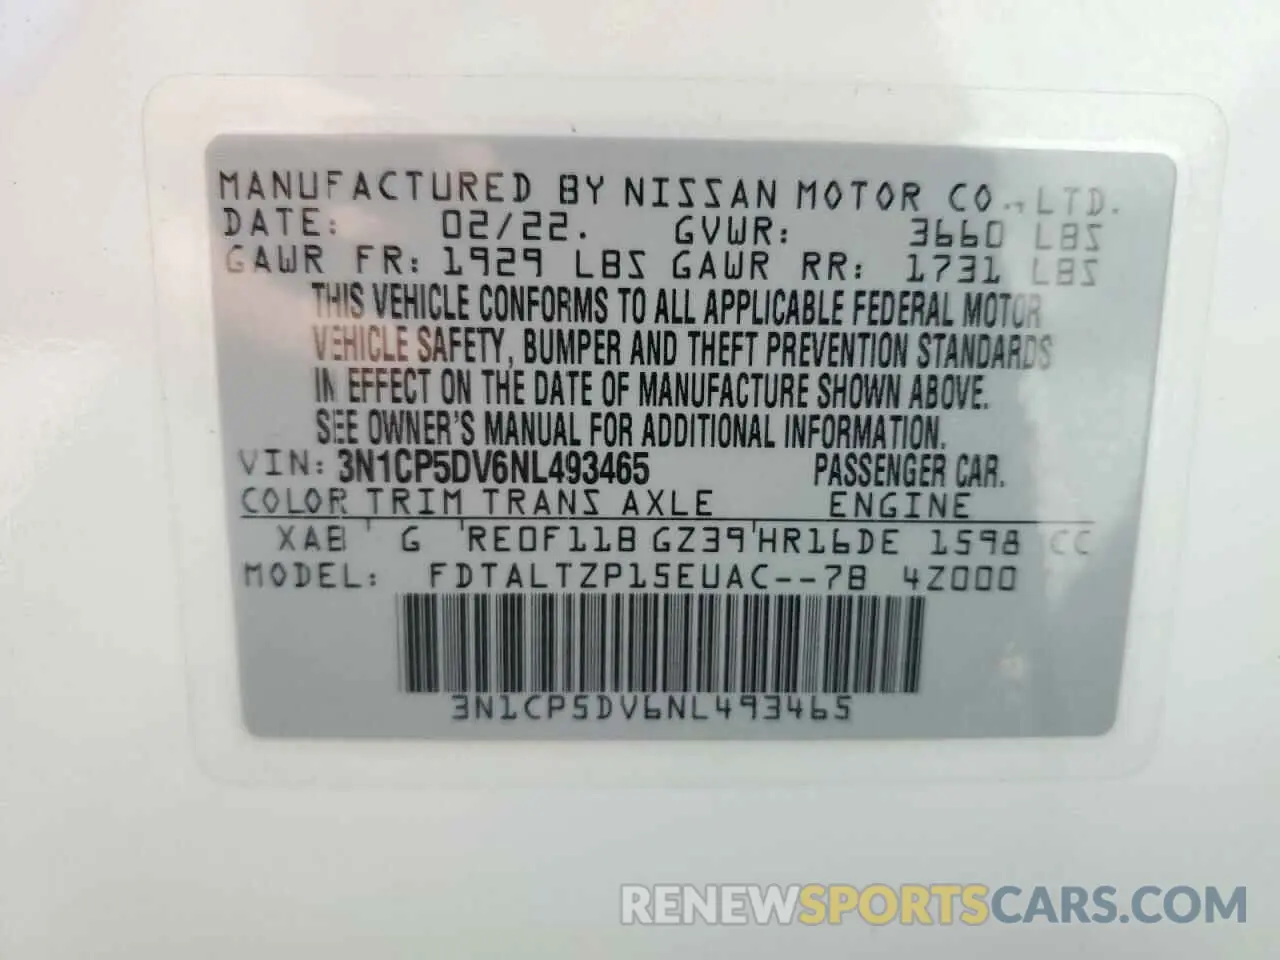 MANUFACTURED BY NISSAN MOTOR CO., LTD.
DATE: 02/22. GVWR: 3660 LBS
GAWR FR: 1929 LBS GAWR RR: 1731 LBS
THIS VEHICLE CONFORMS TO ALL APPLICABLE FEDERAL MOTOR
VEHICLE SAFETY, BUMPER AND THEFT PREVENTION STANDARDS
IN EFFECT ON THE DATE OF MANUFACTURE SHOWN ABOVE.
SEE OWNER'S MANUAL FOR ADDITIONAL INFORMATION.
VIN: 3N1CP5DV6NL493465 PASSENGER CAR.
COLOR TRIM TRANS AXLE ENGINE
XAB ' G 'RE0F11B GZ39'HR16DE 1598 CC
MODEL: FDTALTZP15EUAC--7B 4Z000
3N1CP5DV6NL493465
RENEWSPORTSCARS.COM